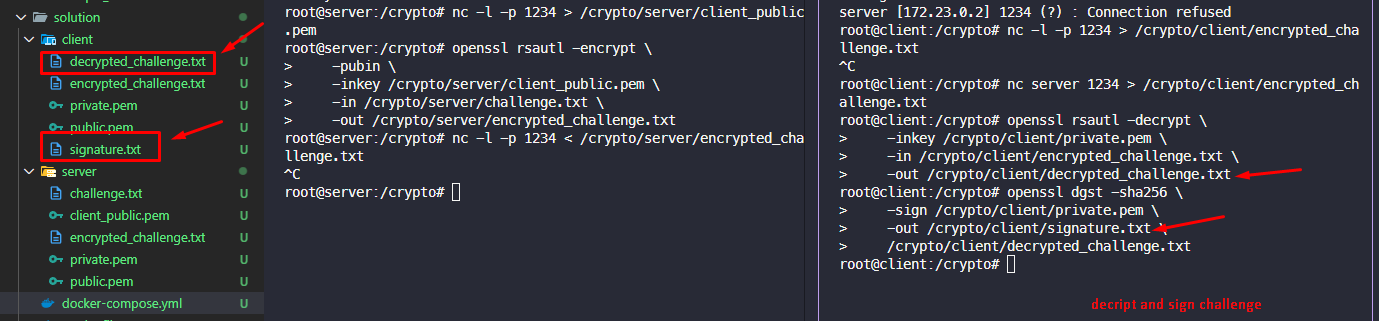 solution
client
decrypted_challenge.txt U
encrypted_challenge.txt U
private.pem U
public.pem U
signature.txt U
server
challenge.txt U
client_public.pem U
encrypted_challenge.txt U
private.pem U
public.pem U
docker-compose.yml U
root@server:/crypto# nc -l -p 1234 > /crypto/server/client_public
.pem
root@server:/crypto# openssl rsautl -encrypt \
> -pubin \
> -inkey /crypto/server/client_public.pem \
> -in /crypto/server/challenge.txt \
> -out /crypto/server/encrypted_challenge.txt
root@server:/crypto# nc -l -p 1234 < /crypto/server/encrypted_cha
llenge.txt
^C
root@server:/crypto#
server [172.23.0.2] 1234 (?) : Connection refused
root@client:/crypto# nc -l -p 1234 > /crypto/client/encrypted_cha
llenge.txt
^C
root@client:/crypto# nc server 1234 > /crypto/client/encrypted_ch
allenge.txt
root@client:/crypto# openssl rsautl -decrypt \
> -inkey /crypto/client/private.pem \
> -in /crypto/client/encrypted_challenge.txt \
> -out /crypto/client/decrypted_challenge.txt
root@client:/crypto# openssl dgst -sha256 \
> -sign /crypto/client/private.pem \
> -out /crypto/client/signature.txt \
> /crypto/client/decrypted_challenge.txt
root@client:/crypto#
decript and sign challenge